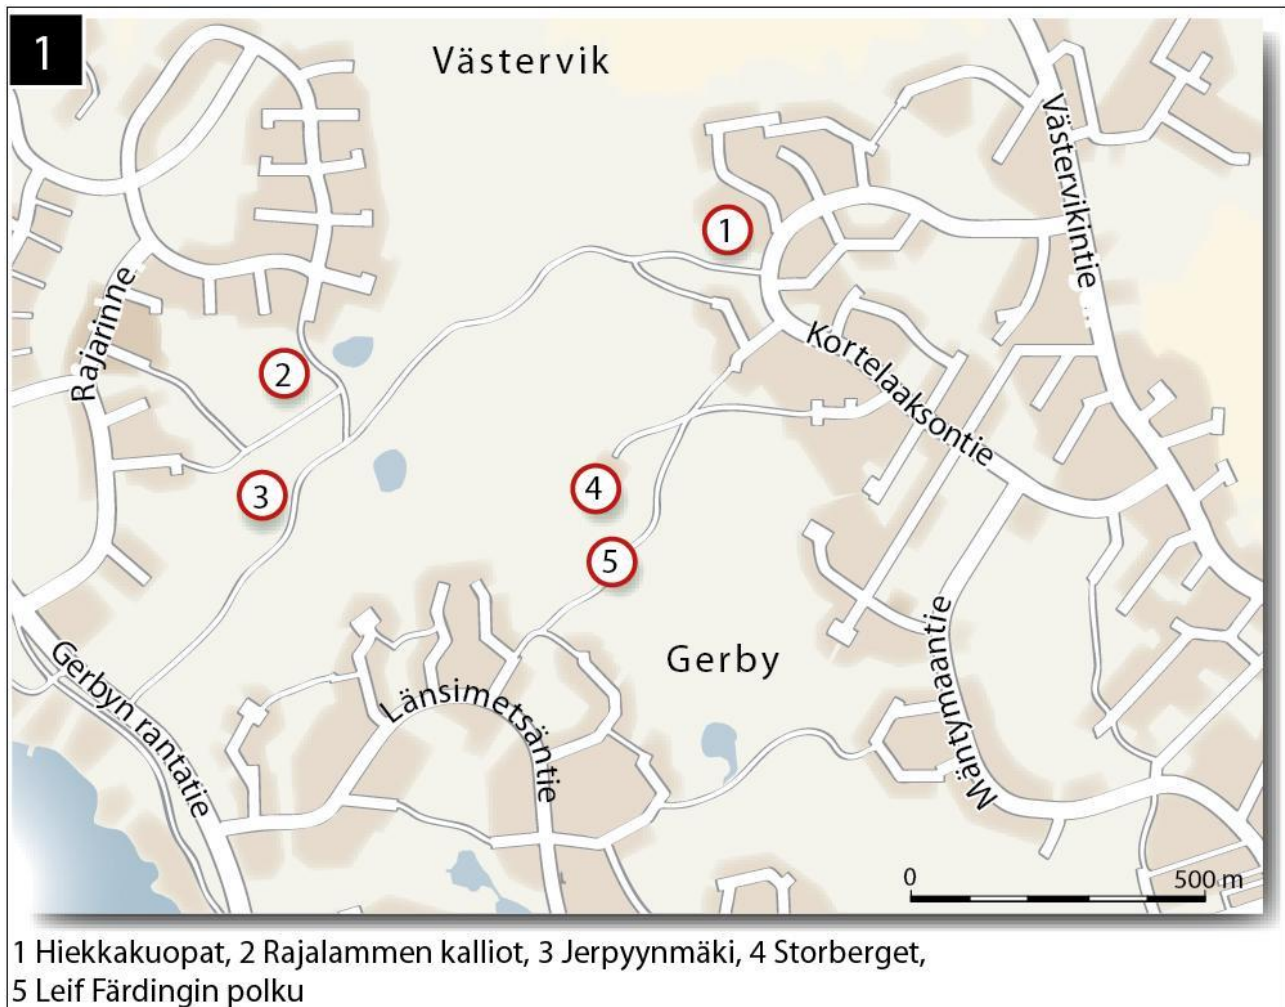 1
Västervik
Västervikintie
1
Rajarinne
2
Kortelaaksontie
3
4
5
Gerby
Mäntymaantie
Gerbyn rantatie
Länsimetsäntie
0 500 m
1 Hiekkakuopat, 2 Rajalammen kalliot, 3 Jerpyynmäki, 4 Storberget,
5 Leif Färdingin polku